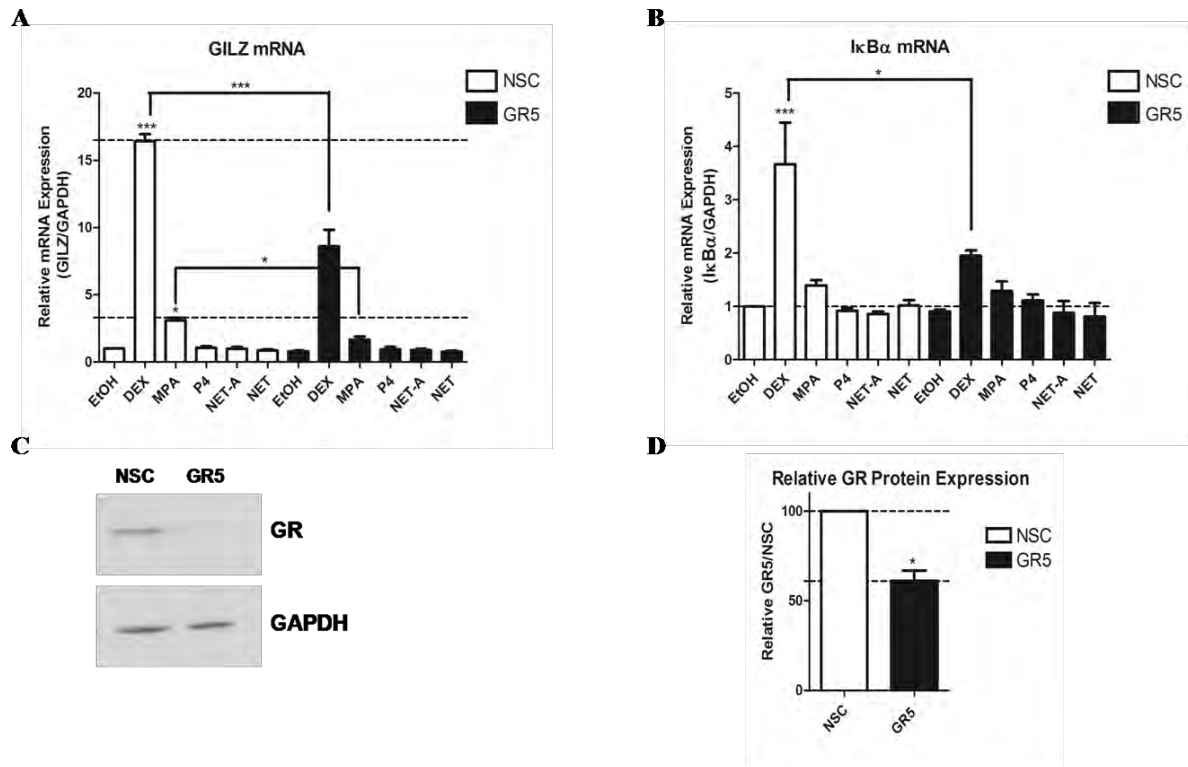 A
GILZ mRNA
NSC
GR5
Relative mRNA Expression
(GILZ/GAPDH)
20
15
10
5
0
***
***
*
*
EtOH
DEX
MPA
P4
NET-A
NET
EtOH
DEX
MPA
P4
NET-A
NET
B
IκBα mRNA
NSC
GR5
Relative mRNA Expression
(IκBα/GAPDH)
5
4
3
2
1
0
*
***
EtOH
DEX
MPA
P4
NET-A
NET
EtOH
DEX
MPA
P4
NET-A
NET
C
NSC GR5
GR
GAPDH
D
Relative GR Protein Expression
NSC
GR5
Relative GR5/NSC
100
50
0
*
NSC
GR5